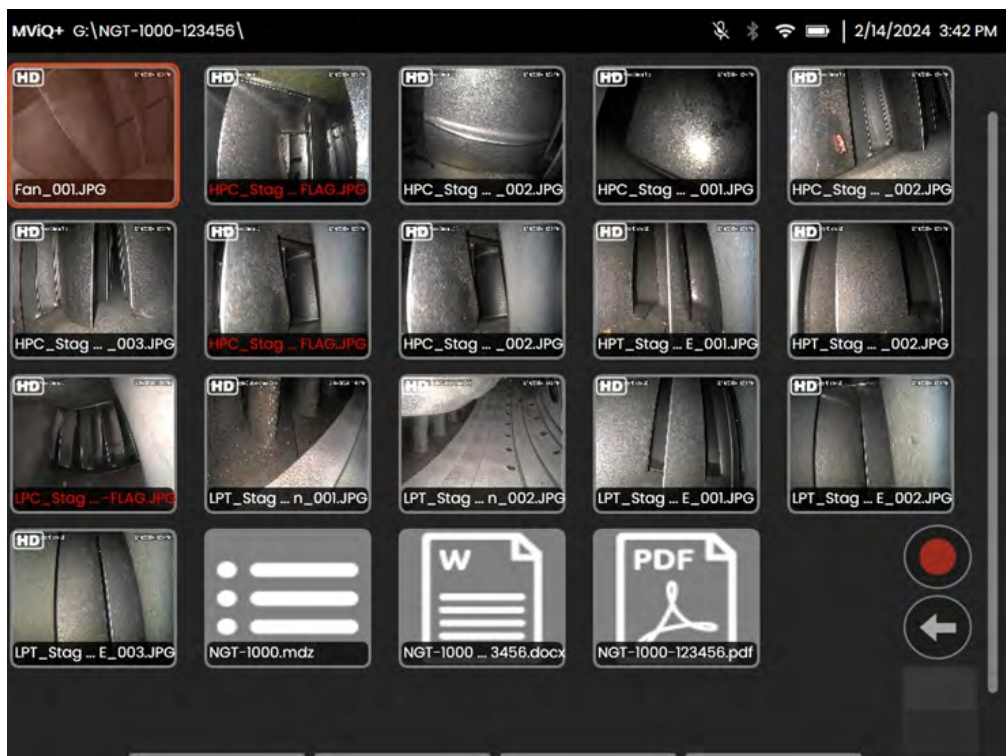 MViQ+ G:\NGT-1000-123456\
2/14/2024 3:42 PM
HD
HD
HD
HD
HD
Fan_001.JPG
HPC_Stag ... FLAG.JPG
HPC_Stag ... _002.JPG
HPC_Stag ... _001.JPG
HPC_Stag ... _002.JPG
HD
HD
HD
HD
HD
HPC_Stag ... _003.JPG
HPC_Stag ... FLAG.JPG
HPC_Stag ... _002.JPG
HPT_Stag ... E_001.JPG
HPT_Stag ... _002.JPG
HD
HD
HD
HD
HD
LPC_Stag ... -FLAG.JPG
LPT_Stag ... n_001.JPG
LPT_Stag ... n_002.JPG
LPT_Stag ... E_001.JPG
LPT_Stag ... E_002.JPG
HD
W
PDF
LPT_Stag ... E_003.JPG
NGT-1000.mdz
NGT-1000 ... 3456.docx
NGT-1000-123456.pdf